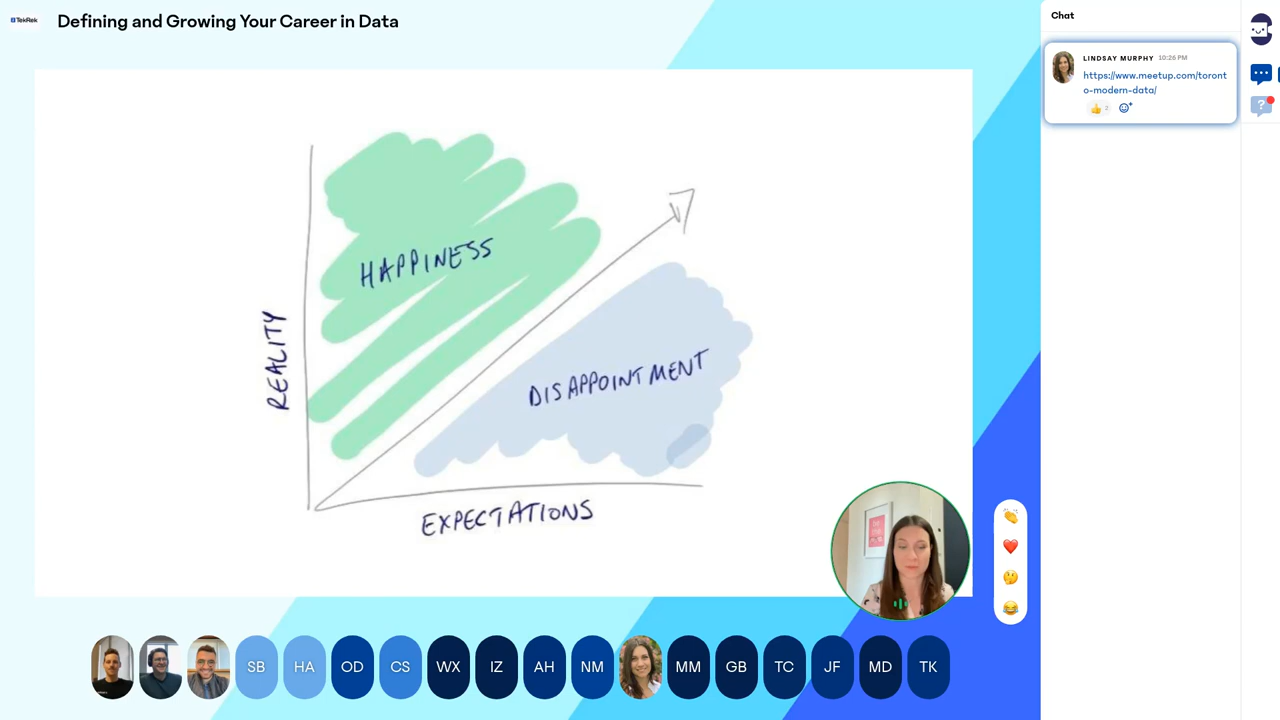 TekRek
Defining and Growing Your Career in Data
Chat
LINDSAY MURPHY 10:26 PM
https://www.meetup.com/toront
o-modern-data/
2
HAPPINESS
REALITY
DISAPPOINTMENT
EXPECTATIONS
SB
HA
OD
CS
WX
IZ
AH
NM
MM
GB
TC
JF
MD
TK